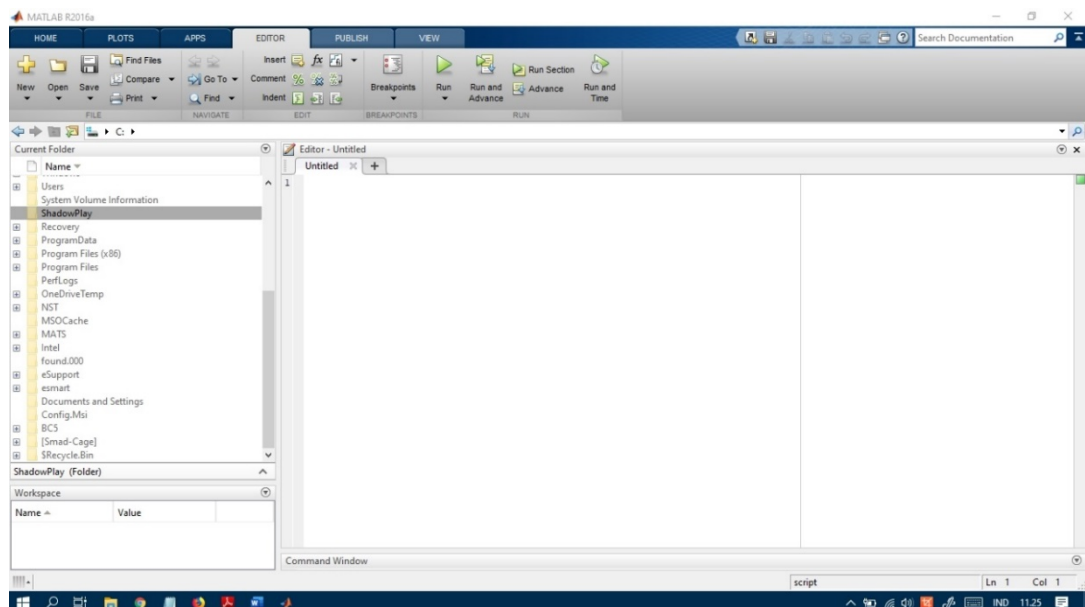 MATLAB R2016a
HOME PLOTS APPS EDITOR PUBLISH VIEW Search Documentation
New Open Save Find Files Compare Print
Go To Find
Insert fx Comment Indent
Breakpoints
Run Run and Advance Run Section Advance Run and Time
FILE NAVIGATE EDIT BREAKPOINTS RUN
C:
Current Folder
Name
Users
System Volume Information
ShadowPlay
Recovery
ProgramData
Program Files (x86)
Program Files
PerfLogs
OneDriveTemp
NST
MSOCache
MATS
Intel
found.000
eSupport
esmart
Documents and Settings
Config.Msi
BC5
[Smad-Cage]
$Recycle.Bin
ShadowPlay (Folder)
Workspace
Name Value
Editor - Untitled
Untitled
1
Command Window
script Ln 1 Col 1
IND 11.25